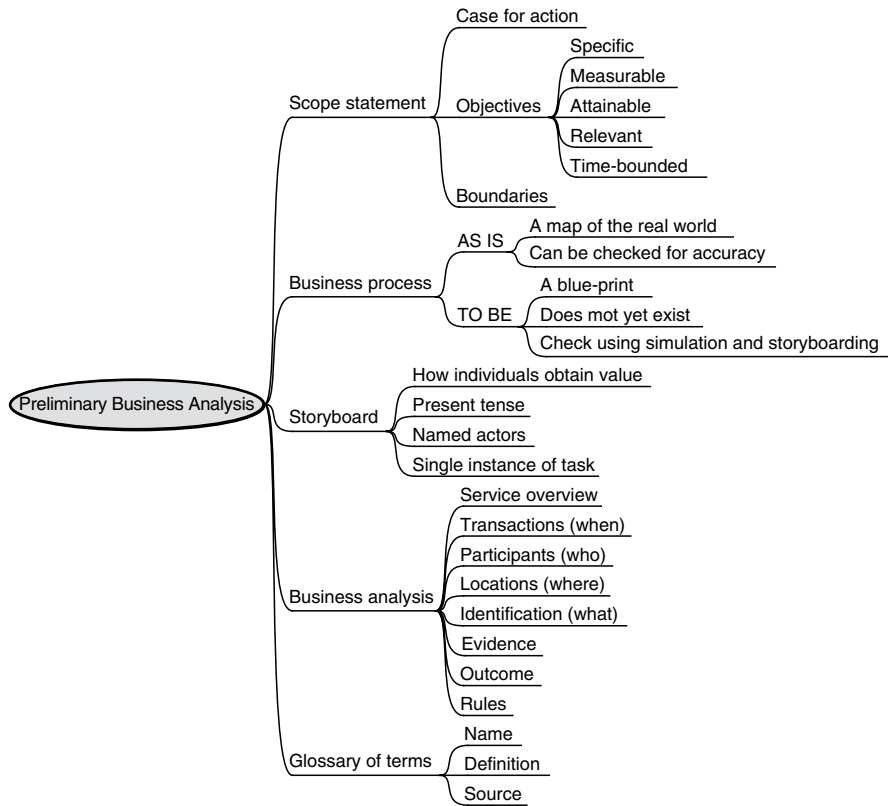 Case for action
Specific
Measurable
Scope statement
Objectives
Attainable
Relevant
Time-bounded
Boundaries
A map of the real world
AS IS
Can be checked for accuracy
Business process
A blue-print
TO BE
Does mot yet exist
Check using simulation and storyboarding
How individuals obtain value
Preliminary Business Analysis
Storyboard
Present tense
Named actors
Single instance of task
Service overview
Transactions (when)
Participants (who)
Business analysis
Locations (where)
Identification (what)
Evidence
Outcome
Rules
Name
Glossary of terms
Definition
Source